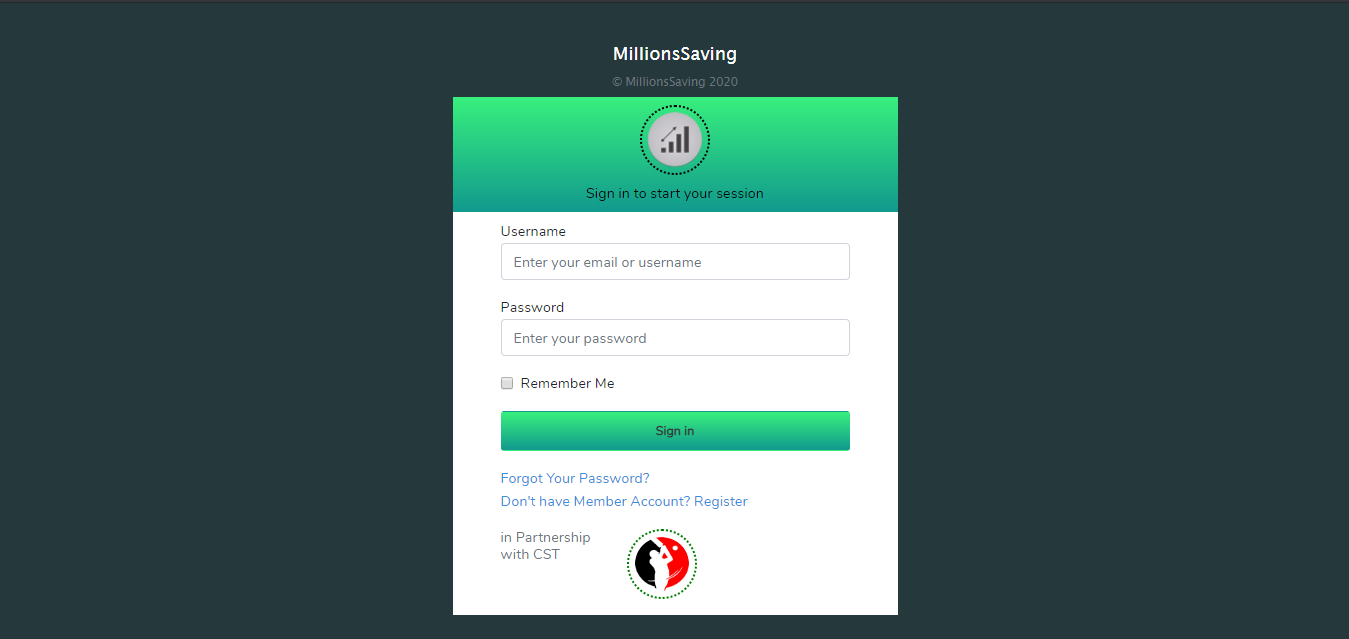 MillionsSaving
© MillionsSaving 2020
Sign in to start your session
Username
Enter your email or username
Password
Enter your password
Remember Me
Sign in
Forgot Your Password?
Don't have Member Account? Register
in Partnership
with CST